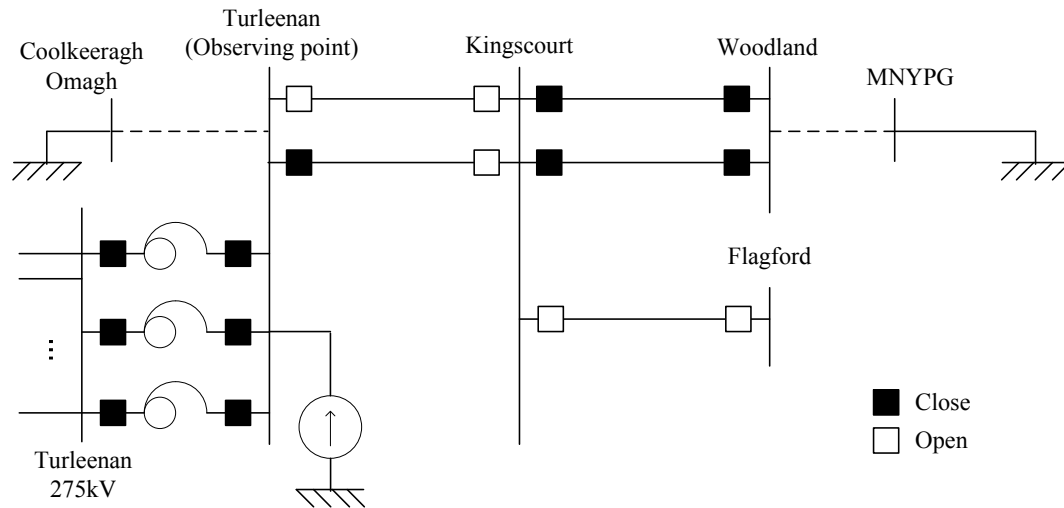 Turleenan
(Observing point)
Coolkeeragh
Omagh
Kingscourt
Woodland
MNYPG
Flagford
...
Close
Open
Turleenan
275kV